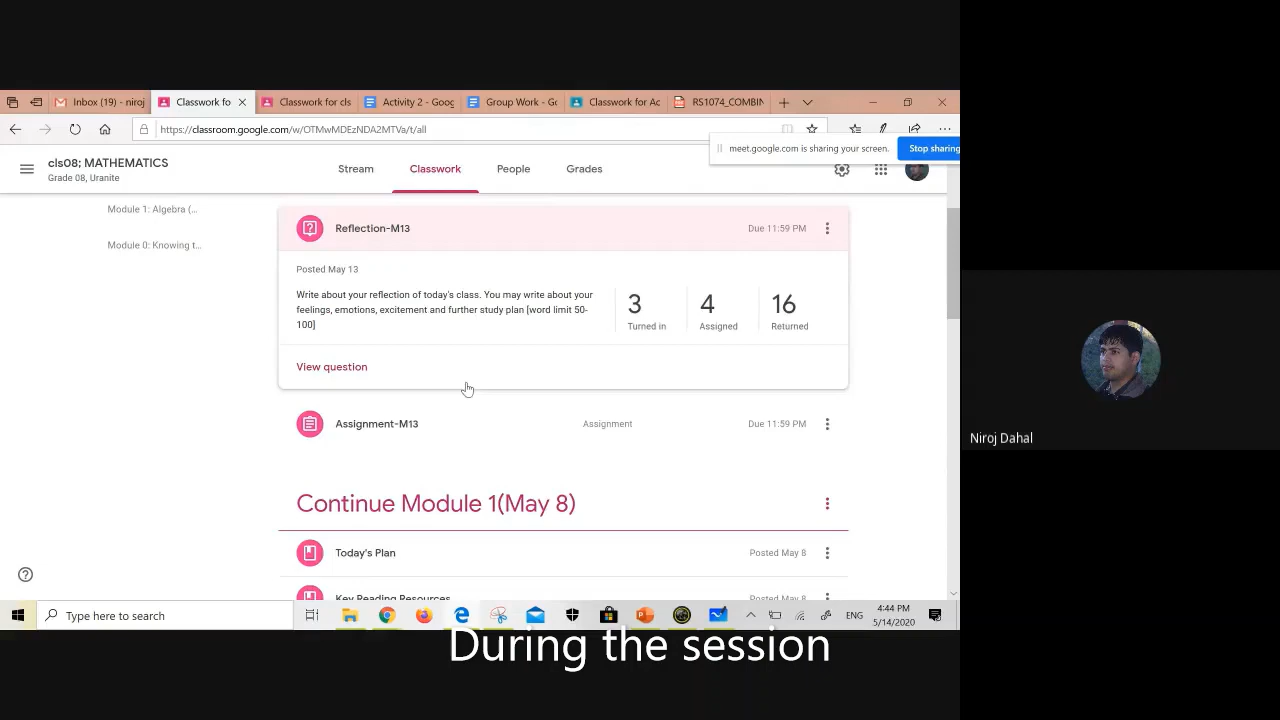 Inbox (19) - niroj
Classwork fo
Classwork for cls
Activity 2 - Goog
Group Work - Go
Classwork for Ac
RS1074_COMBIN
https://classroom.google.com/w/OTMwMDEzNDA2MTVa/t/all
meet.google.com is sharing your screen.
Stop sharing
cls08; MATHEMATICS
Grade 08, Uranite
Stream
Classwork
People
Grades
Module 1: Algebra (...
Module 0: Knowing t...
Reflection-M13
Due 11:59 PM
Posted May 13
Write about your reflection of today's class. You may write about your
feelings, emotions, excitement and further study plan [word limit 50-
100]
3
Turned in
4
Assigned
16
Returned
View question
Assignment-M13
Assignment
Due 11:59 PM
Continue Module 1(May 8)
Today's Plan
Posted May 8
Key Reading Resources
Posted May 8
Niroj Dahal
Type here to search
ENG
4:44 PM
5/14/2020
During the session